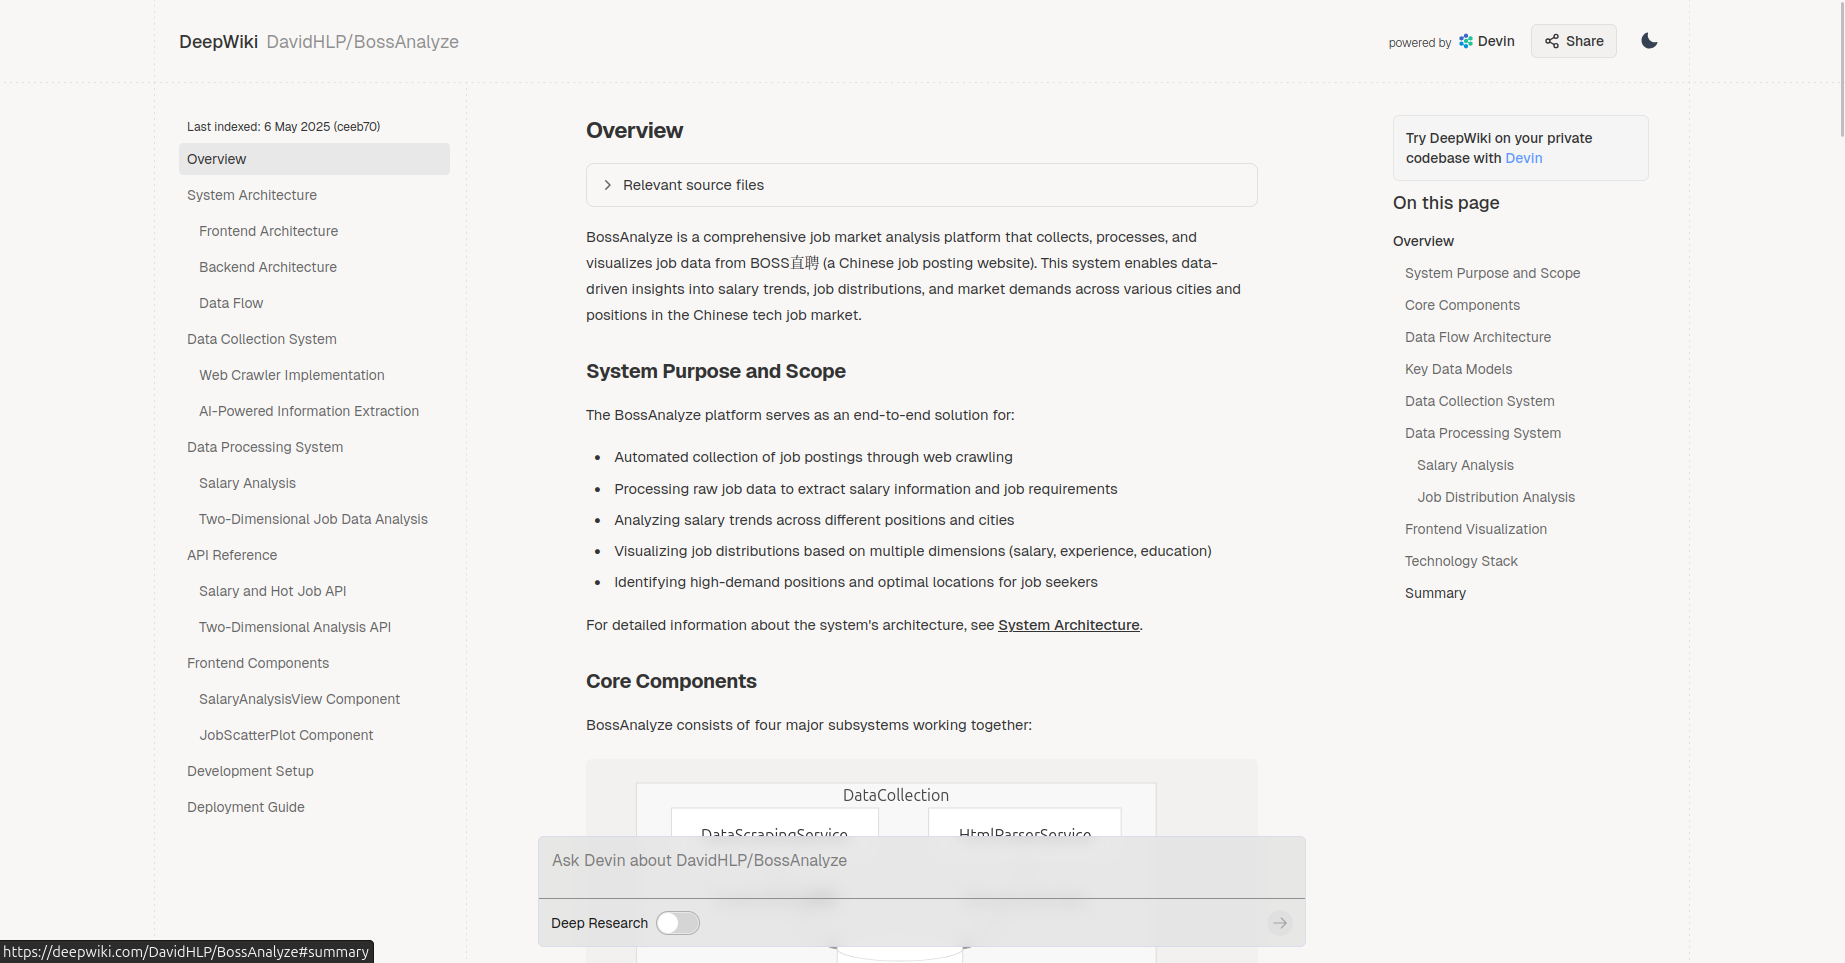 DeepWiki DavidHLP/BossAnalyze
powered by Devin
Share
Last indexed: 6 May 2025 (ceeb70)
Overview
System Architecture
Frontend Architecture
Backend Architecture
Data Flow
Data Collection System
Web Crawler Implementation
AI-Powered Information Extraction
Data Processing System
Salary Analysis
Two-Dimensional Job Data Analysis
API Reference
Salary and Hot Job API
Two-Dimensional Analysis API
Frontend Components
SalaryAnalysisView Component
JobScatterPlot Component
Development Setup
Deployment Guide
Overview
Relevant source files
BossAnalyze is a comprehensive job market analysis platform that collects, processes, and
visualizes job data from BOSS直聘 (a Chinese job posting website). This system enables data-
driven insights into salary trends, job distributions, and market demands across various cities and
positions in the Chinese tech job market.
System Purpose and Scope
The BossAnalyze platform serves as an end-to-end solution for:
Automated collection of job postings through web crawling
Processing raw job data to extract salary information and job requirements
Analyzing salary trends across different positions and cities
Visualizing job distributions based on multiple dimensions (salary, experience, education)
Identifying high-demand positions and optimal locations for job seekers
For detailed information about the system's architecture, see System Architecture.
Core Components
BossAnalyze consists of four major subsystems working together:
DataCollection
DataScrapingService
HtmlParserService
Ask Devin about DavidHLP/BossAnalyze
Deep Research
Try DeepWiki on your private
codebase with Devin
On this page
Overview
System Purpose and Scope
Core Components
Data Flow Architecture
Key Data Models
Data Collection System
Data Processing System
Salary Analysis
Job Distribution Analysis
Frontend Visualization
Technology Stack
Summary
https://deepwiki.com/DavidHLP/BossAnalyze#summary